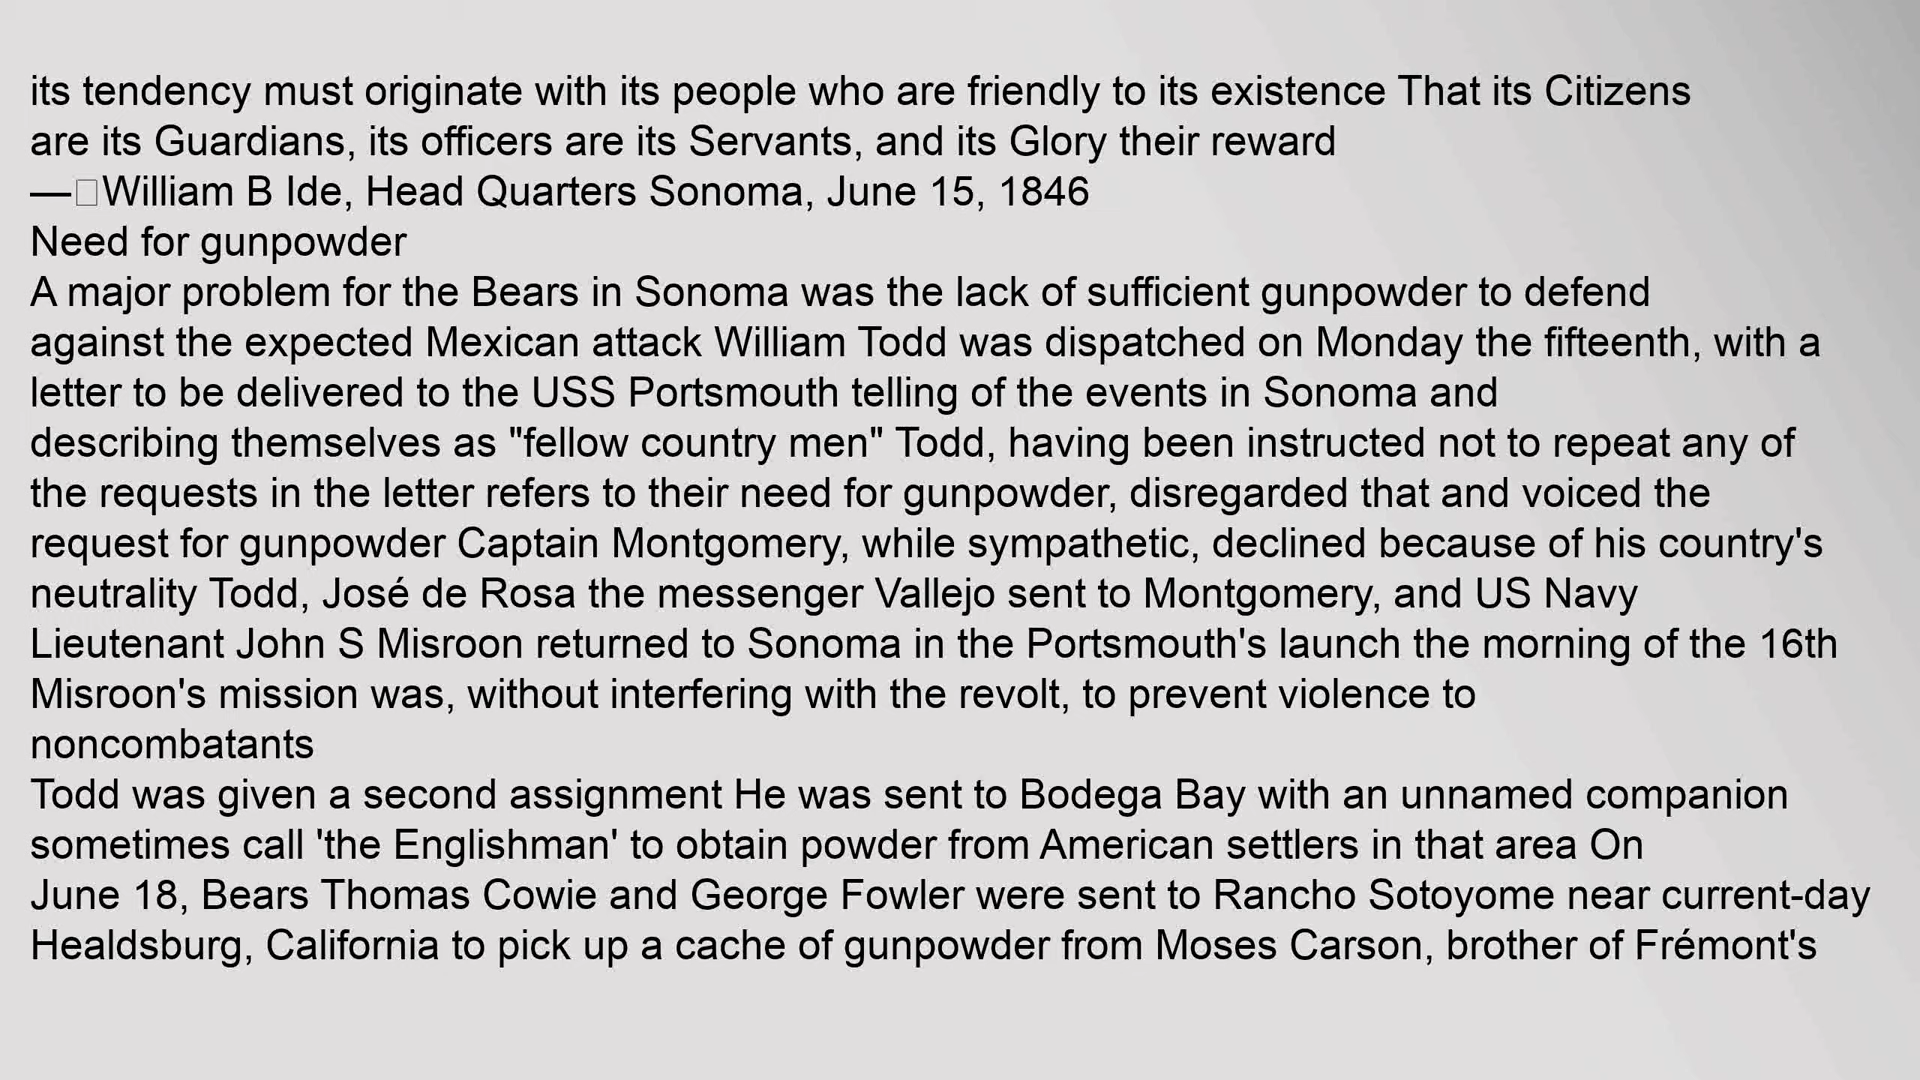 its tendency must originate with its people who are friendly to its existence That its Citizens
are its Guardians, its officers are its Servants, and its Glory their reward
—□William B Ide, Head Quarters Sonoma, June 15, 1846
Need for gunpowder
A major problem for the Bears in Sonoma was the lack of sufficient gunpowder to defend
against the expected Mexican attack William Todd was dispatched on Monday the fifteenth, with a
letter to be delivered to the USS Portsmouth telling of the events in Sonoma and
describing themselves as "fellow country men" Todd, having been instructed not to repeat any of
the requests in the letter refers to their need for gunpowder, disregarded that and voiced the
request for gunpowder Captain Montgomery, while sympathetic, declined because of his country's
neutrality Todd, José de Rosa the messenger Vallejo sent to Montgomery, and US Navy
Lieutenant John S Misroon returned to Sonoma in the Portsmouth's launch the morning of the 16th
Misroon's mission was, without interfering with the revolt, to prevent violence to
noncombatants
Todd was given a second assignment He was sent to Bodega Bay with an unnamed companion
sometimes call 'the Englishman' to obtain powder from American settlers in that area On
June 18, Bears Thomas Cowie and George Fowler were sent to Rancho Sotoyome near current-day
Healdsburg, California to pick up a cache of gunpowder from Moses Carson, brother of Frémont's